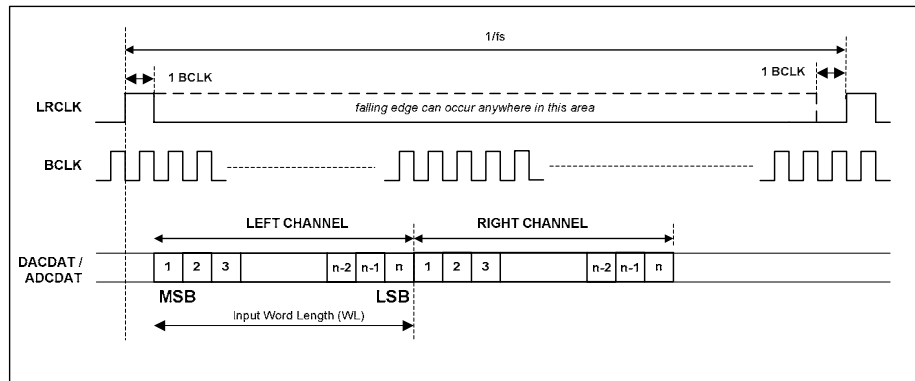 1/fs
1 BCLK
1 BCLK
LRCLK
falling edge can occur anywhere in this area
BCLK
LEFT CHANNEL
RIGHT CHANNEL
DACDAT /
ADCDAT
1 2 3 n-2 n-1 n 1 2 3 n-2 n-1 n
MSB LSB
Input Word Length (WL)